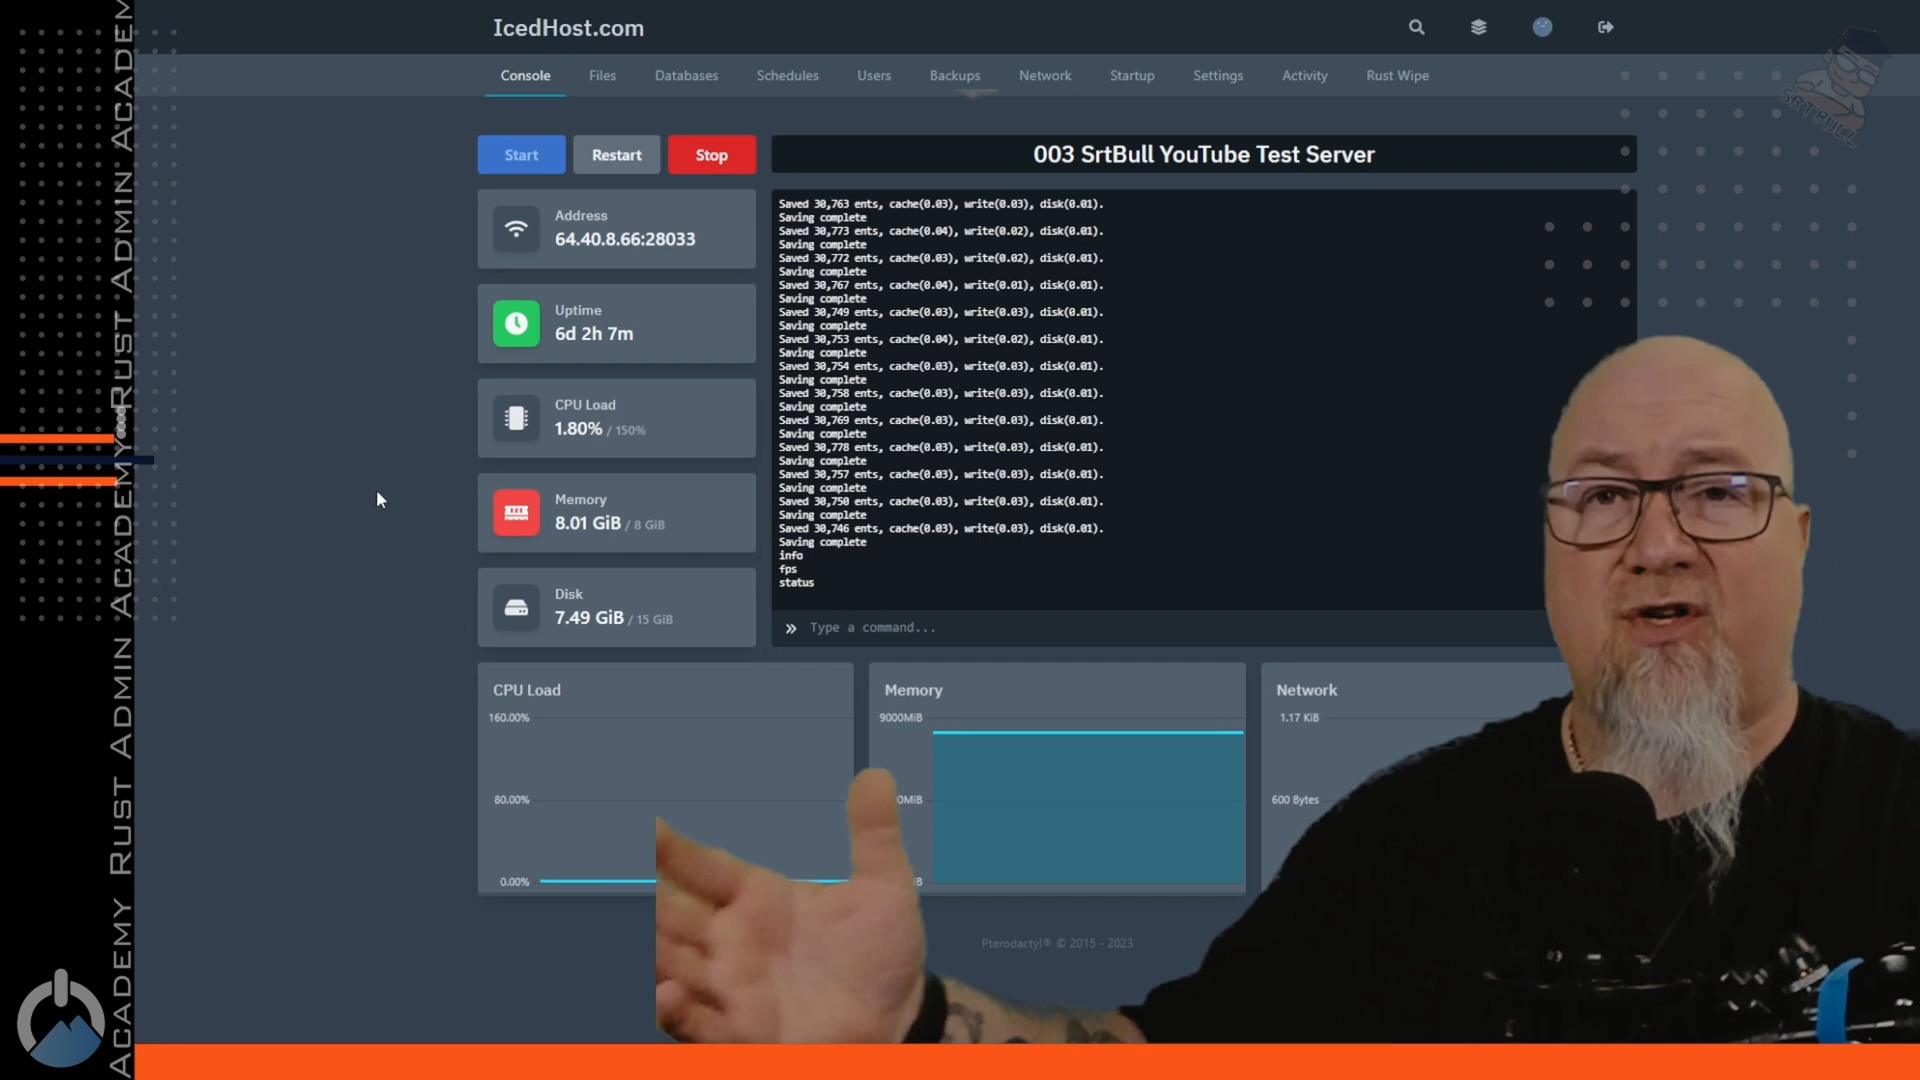 IcedHost.com
Console
Files
Databases
Schedules
Users
Backups
Network
Startup
Settings
Activity
Rust Wipe
SRTBULL
Start
Restart
Stop
003 SrtBull YouTube Test Server
Address
64.40.8.66:28033
Uptime
6d 2h 7m
CPU Load
1.80% / 150%
Memory
8.01 GiB / 8 GiB
Disk
7.49 GiB / 15 GiB
Saved 30,763 ents, cache(0.03), write(0.03), disk(0.01).
Saving complete
Saved 30,773 ents, cache(0.04), write(0.02), disk(0.01).
Saving complete
Saved 30,772 ents, cache(0.03), write(0.02), disk(0.01).
Saving complete
Saved 30,767 ents, cache(0.04), write(0.01), disk(0.01).
Saving complete
Saved 30,749 ents, cache(0.03), write(0.03), disk(0.01).
Saving complete
Saved 30,753 ents, cache(0.04), write(0.02), disk(0.01).
Saving complete
Saved 30,754 ents, cache(0.03), write(0.03), disk(0.01).
Saving complete
Saved 30,758 ents, cache(0.03), write(0.03), disk(0.01).
Saving complete
Saved 30,769 ents, cache(0.03), write(0.03), disk(0.01).
Saving complete
Saved 30,778 ents, cache(0.03), write(0.03), disk(0.01).
Saving complete
Saved 30,757 ents, cache(0.03), write(0.03), disk(0.01).
Saving complete
Saved 30,750 ents, cache(0.03), write(0.03), disk(0.01).
Saving complete
Saved 30,746 ents, cache(0.03), write(0.03), disk(0.01).
Saving complete
info
fps
status
» Type a command...
CPU Load
160.00%
80.00%
0.00%
Memory
9000MiB
0MiB
B
Network
1.17 KiB
600 Bytes
Pterodactyl® © 2015 - 2023
ACADEMY RUST ADMIN ACADEMY
RUST ADMIN ACADEM